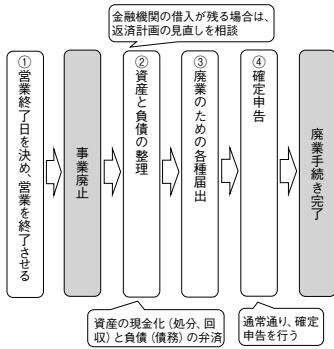 金融機関の借入が残る場合は、
返済計画の見直しを相談
①営業終了日を決め、営業を終了させる
事業廃止
②資産と負債の整理
③廃業のための各種届出
④確定申告
廃業手続き完了
資産の現金化（処分、回
収）と負債（債務）の弁済
通常通り、確定
申告を行う